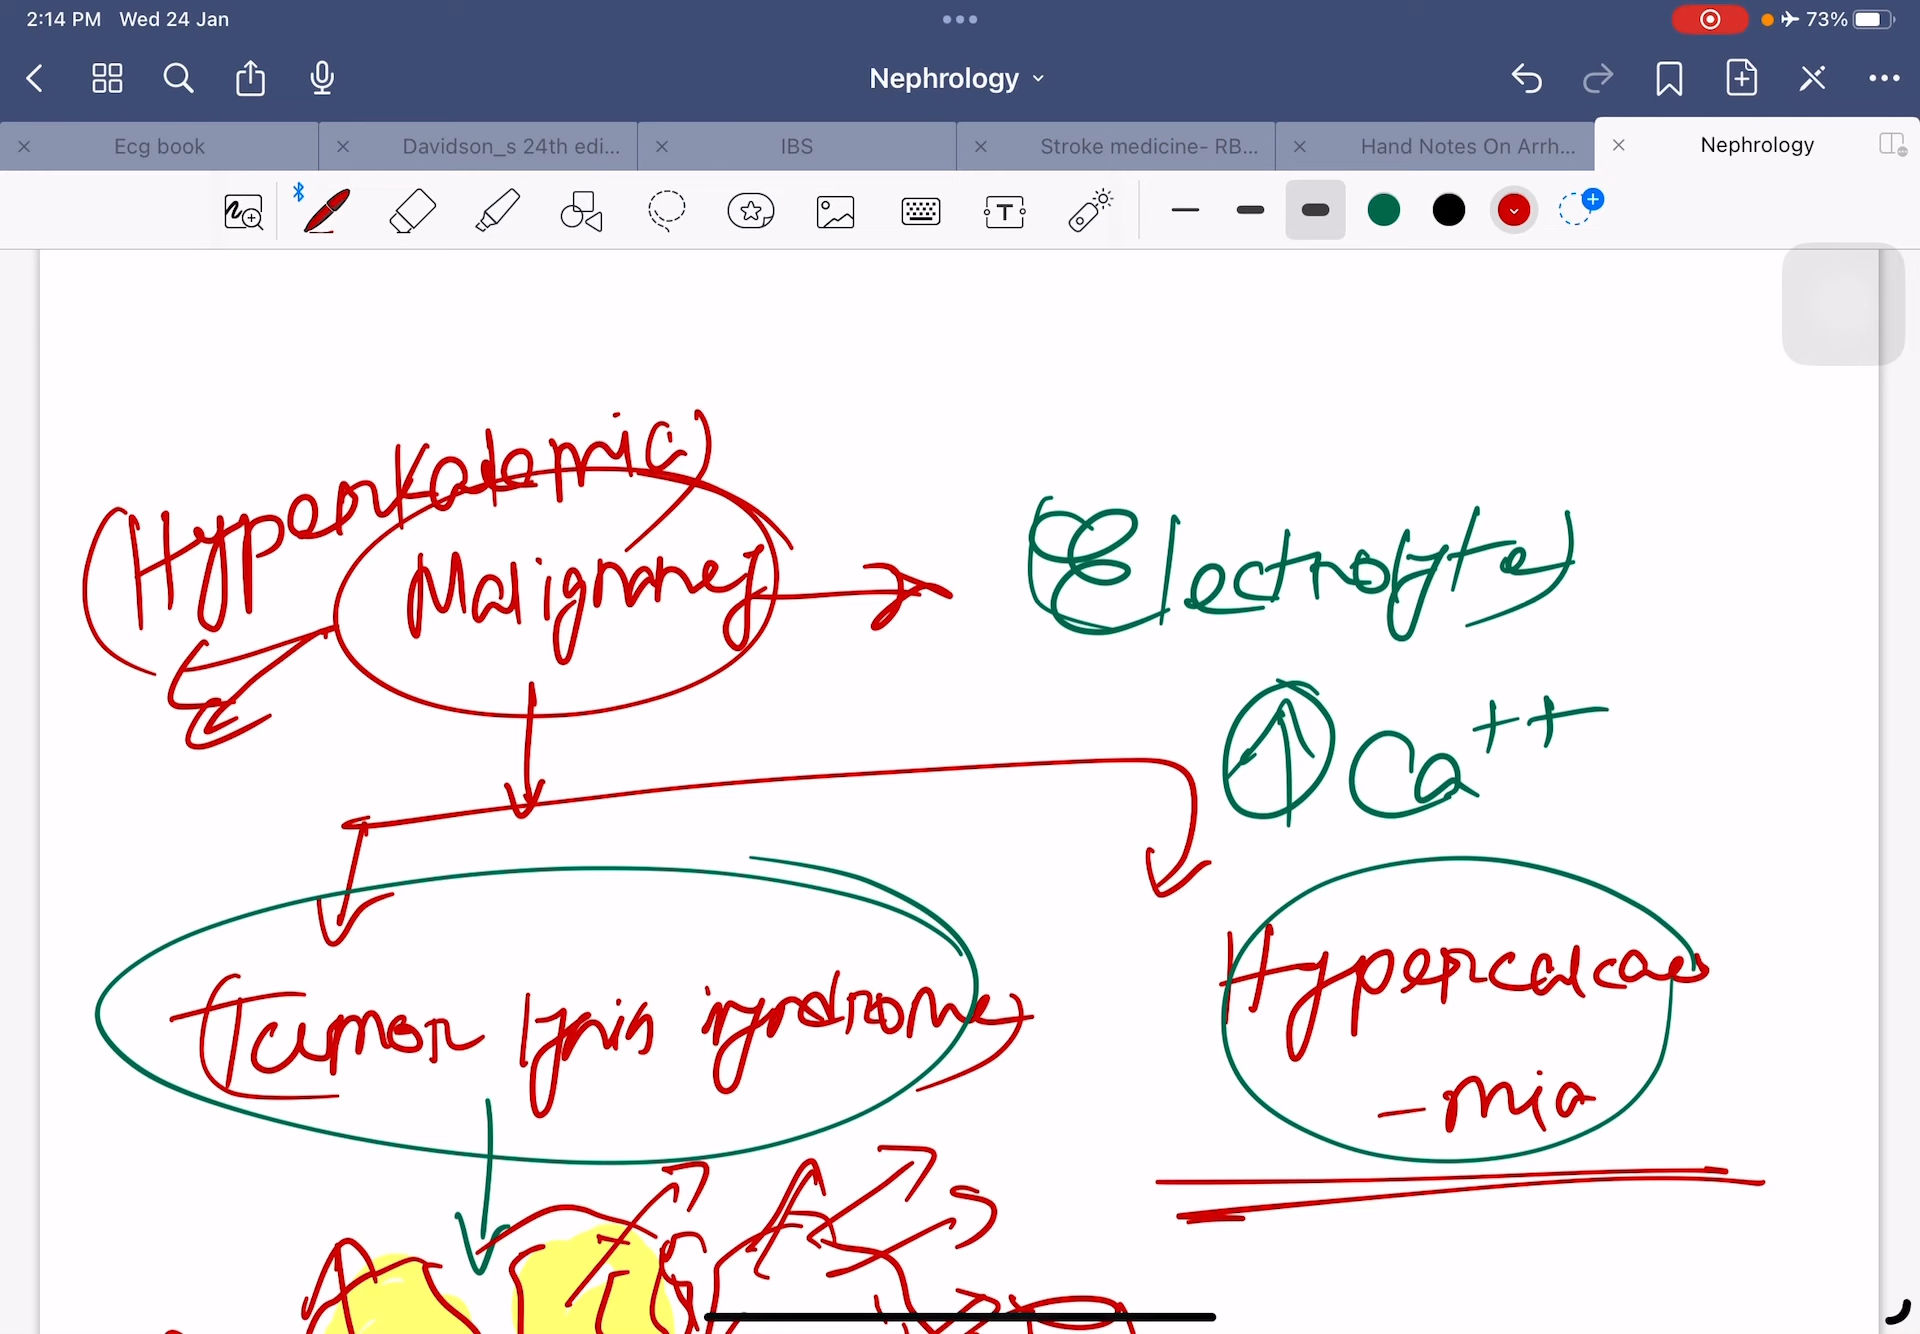 2:14 PM Wed 24 Jan
73%
Nephrology
Ecg book
Davidson_s 24th edi...
IBS
Stroke medicine- RB...
Hand Notes On Arrh...
Nephrology
T
Hyperkalemic
Malignancy
Electrolyte
↑ Ca++
Tumor lysis syndrome
Hypercalcae
-mia